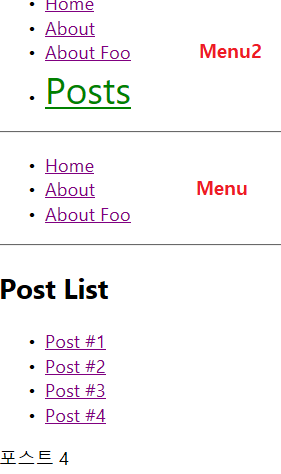 Home
About
About Foo
Menu2
Posts
Home
About
Menu
About Foo
Post List
Post #1
Post #2
Post #3
Post #4
포스트 4